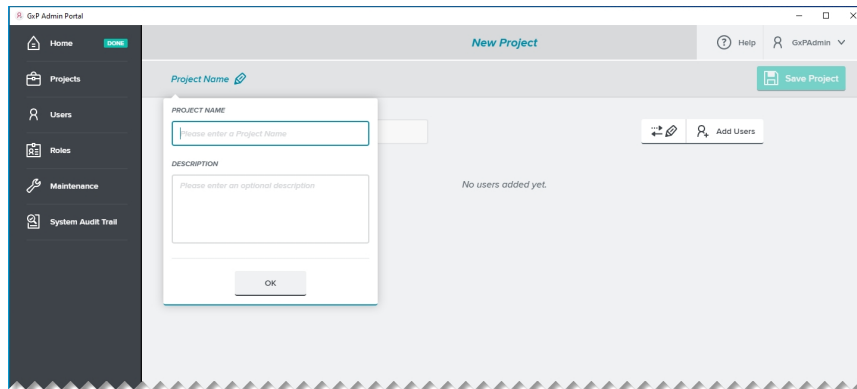 GxP Admin Portal
Home DONE
New Project
Help GxPAdmin
Projects
Project Name
Save Project
Users
PROJECT NAME
Please enter a Project Name
Add Users
Roles
DESCRIPTION
Please enter an optional description
No users added yet.
Maintenance
System Audit Trail
OK